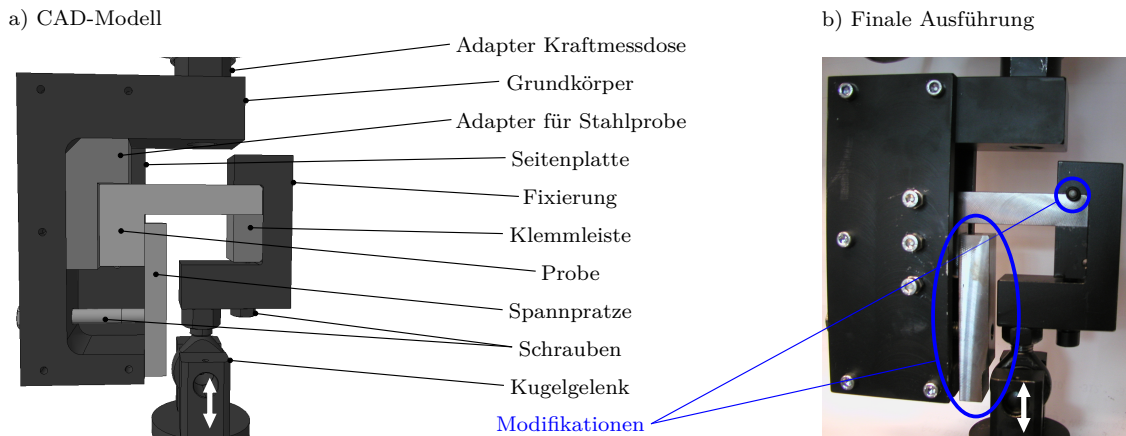 a) CAD-Modell
b) Finale Ausführung
Adapter Kraftmessdose
Grundkörper
Adapter für Stahlprobe
Seitenplatte
Fixierung
Klemmleiste
Probe
Spannpratze
Schrauben
Kugelgelenk
Modifikationen